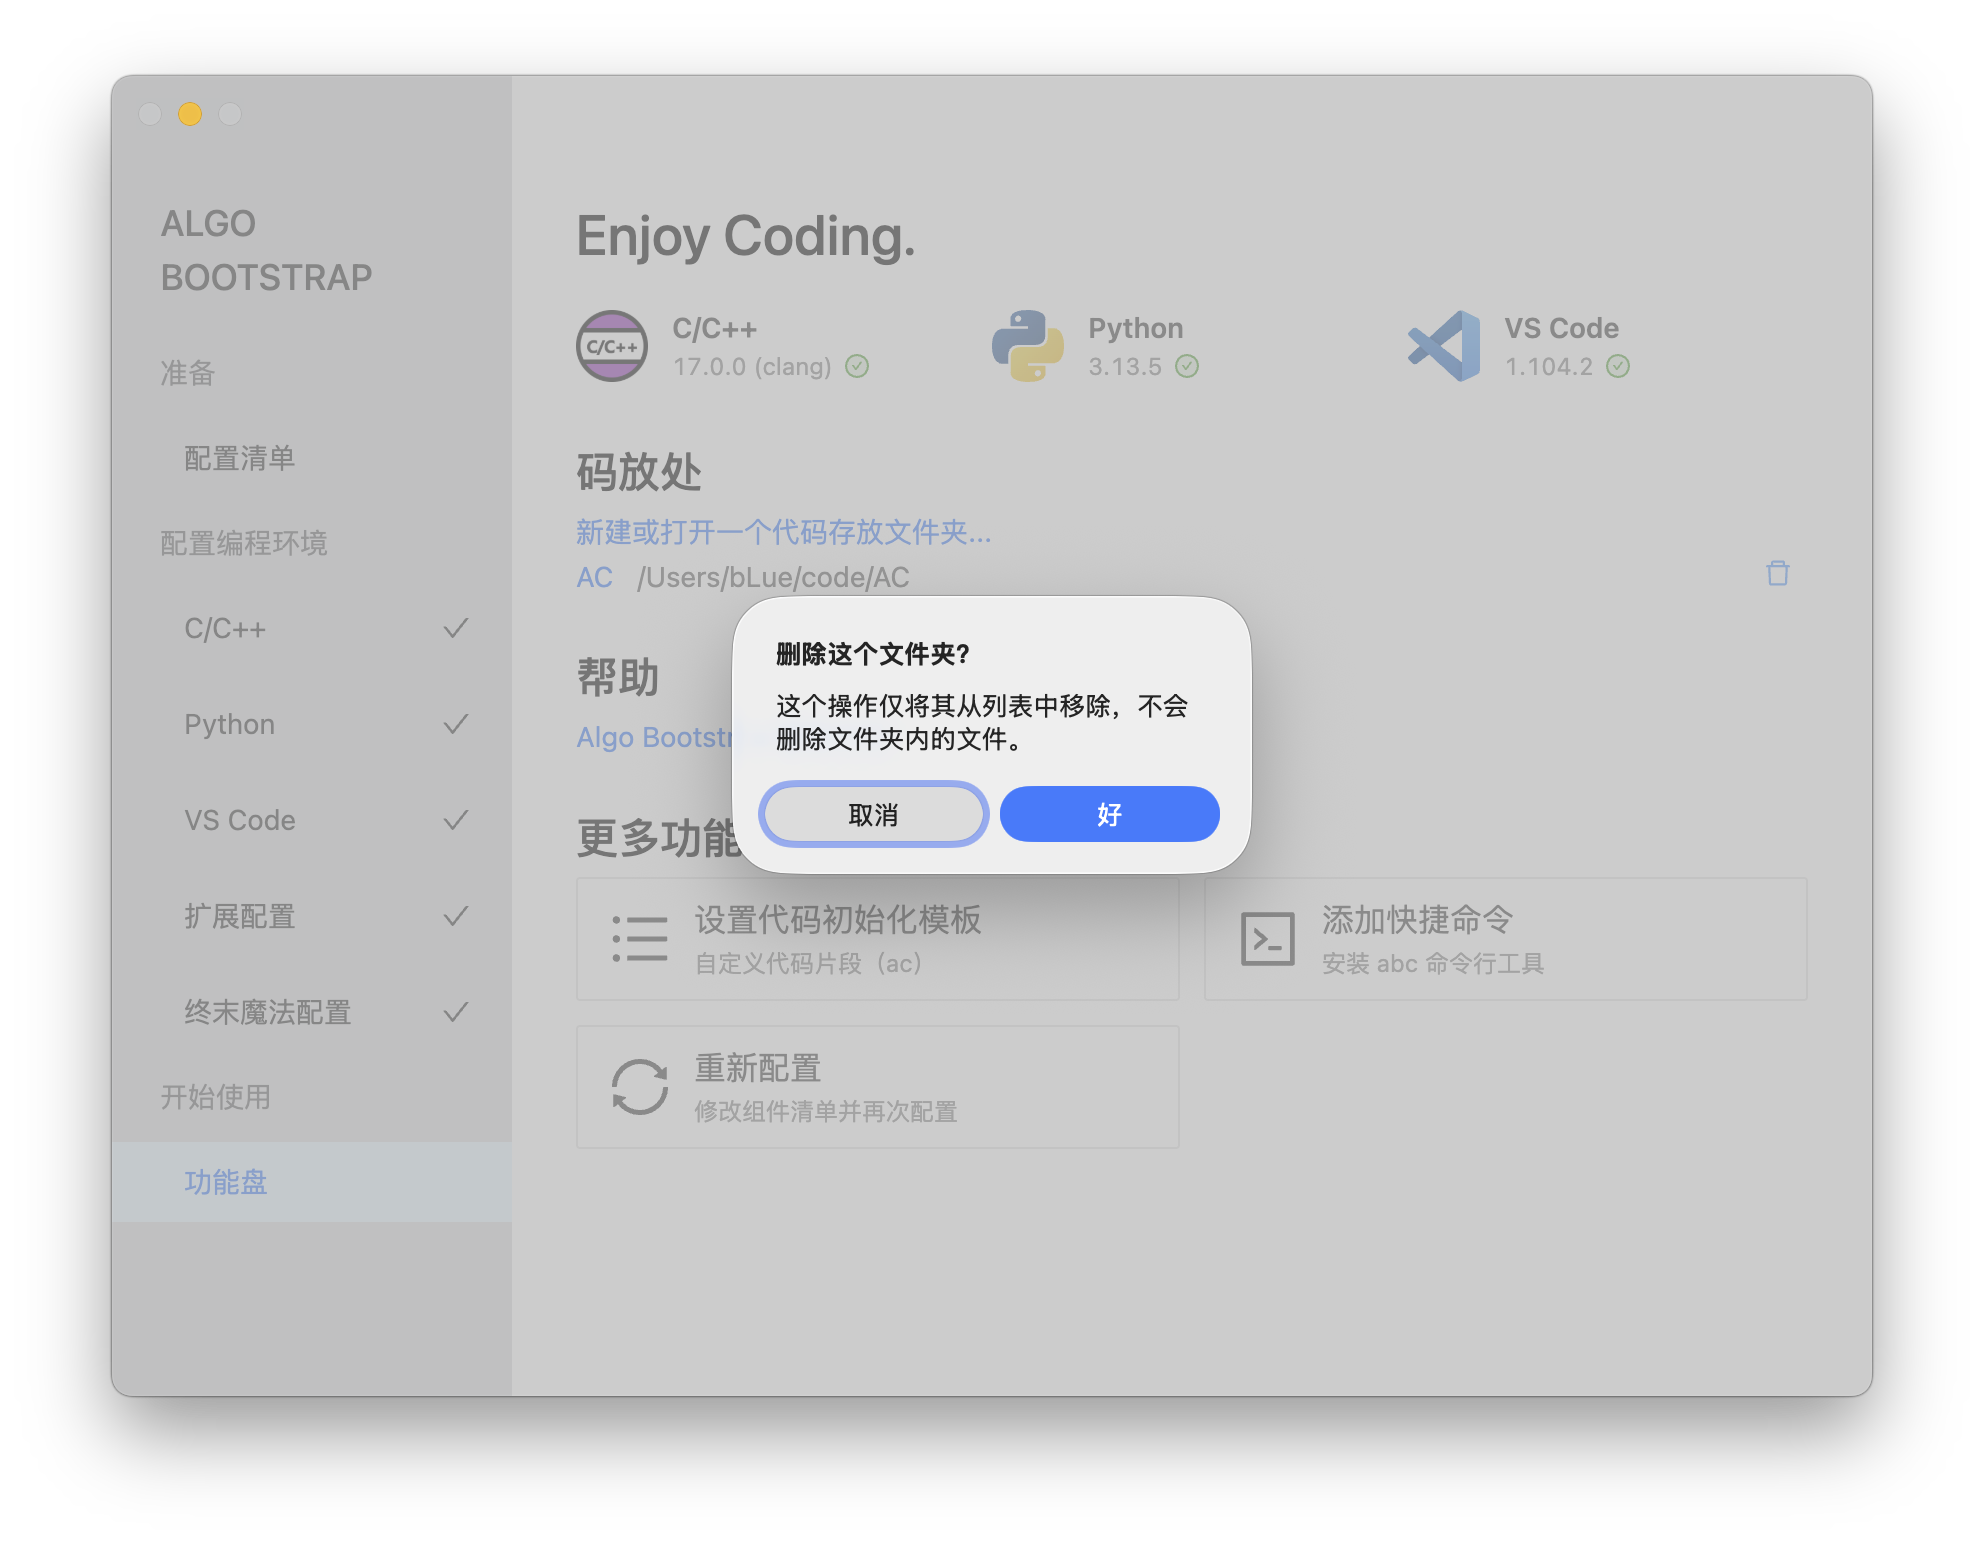 ALGO
BOOTSTRAP
准备
配置清单
配置编程环境
C/C++
Python
VS Code
扩展配置
终末魔法配置
开始使用
功能盘
Enjoy Coding.
C/C++
C/C++
17.0.0 (clang)
Python
3.13.5
VS Code
1.104.2
码放处
新建或打开一个代码存放文件夹...
AC /Users/bLue/code/AC
帮助
Algo Bootstr
更多功能
设置代码初始化模板
自定义代码片段（ac）
添加快捷命令
安装 abc 命令行工具
重新配置
修改组件清单并再次配置
删除这个文件夹?
这个操作仅将其从列表中移除，不会
删除文件夹内的文件。
取消
好